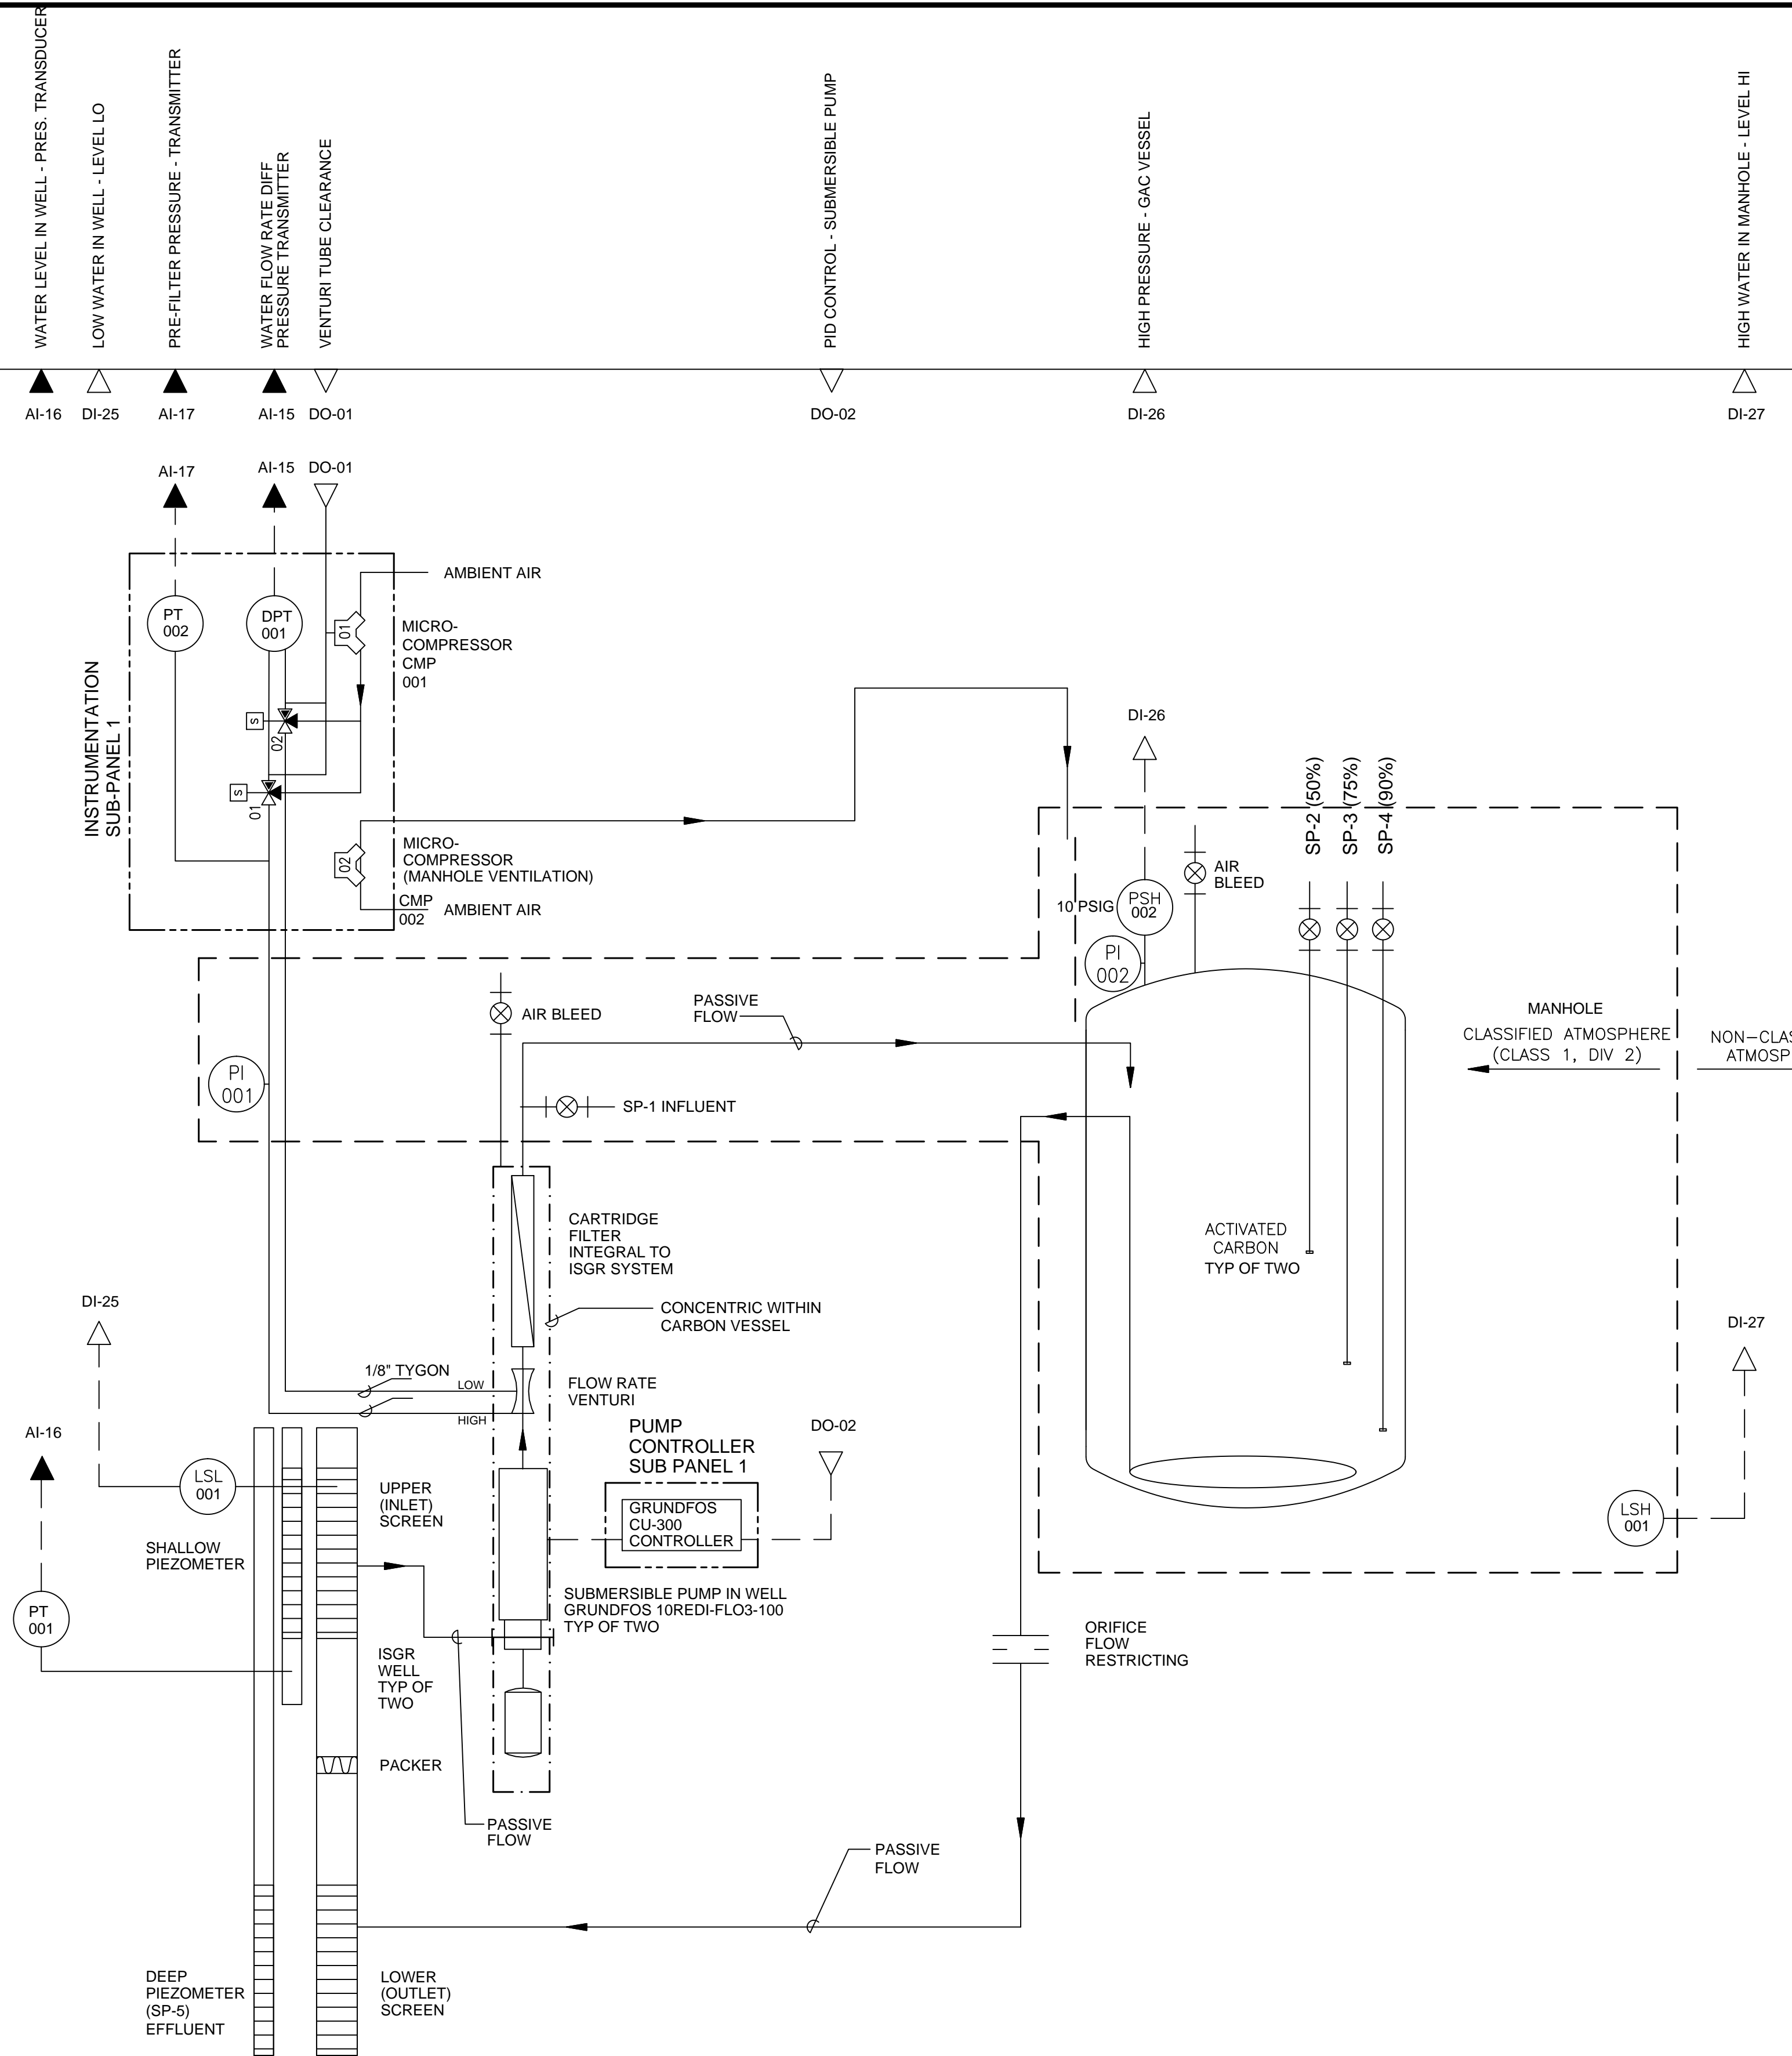 WATER LEVEL IN WELL - PRES. TRANSDUCER
LOW WATER IN WELL - LEVEL LO
PRE-FILTER PRESSURE - TRANSMITTER
WATER FLOW RATE DIFF
PRESSURE TRANSMITTER
VENTURI TUBE CLEARANCE
PID CONTROL - SUBMERSIBLE PUMP
HIGH PRESSURE - GAC VESSEL
HIGH WATER IN MANHOLE - LEVEL HI
AI-16
DI-25
AI-17
AI-15
DO-01
DO-02
DI-26
DI-27
AI-17
AI-15
DO-01
AMBIENT AIR
PT
002
DPT
001
01
MICRO-
COMPRESSOR
CMP
001
INSTRUMENTATION
SUB-PANEL 1
S
02
S
01
02
MICRO-
COMPRESSOR
(MANHOLE VENTILATION)
CMP
002
AMBIENT AIR
DI-26
SP-2 (50%)
SP-3 (75%)
SP-4 (90%)
AIR
BLEED
10 PSIG
PSH
002
PI
002
AIR BLEED
PASSIVE
FLOW
MANHOLE
CLASSIFIED ATMOSPHERE
(CLASS 1, DIV 2)
NON-CLAS
ATMOSP
PI
001
SP-1 INFLUENT
CARTRIDGE
FILTER
INTEGRAL TO
ISGR SYSTEM
ACTIVATED
CARBON
TYP OF TWO
CONCENTRIC WITHIN
CARBON VESSEL
DI-25
DI-27
1/8" TYGON
LOW
HIGH
FLOW RATE
VENTURI
AI-16
PUMP
CONTROLLER
SUB PANEL 1
DO-02
LSL
001
UPPER
(INLET)
SCREEN
GRUNDFOS
CU-300
CONTROLLER
LSH
001
SHALLOW
PIEZOMETER
PT
001
SUBMERSIBLE PUMP IN WELL
GRUNDFOS 10REDI-FLO3-100
TYP OF TWO
ORIFICE
FLOW
RESTRICTING
ISGR
WELL
TYP OF
TWO
PACKER
PASSIVE
FLOW
PASSIVE
FLOW
DEEP
PIEZOMETER
(SP-5)
EFFLUENT
LOWER
(OUTLET)
SCREEN